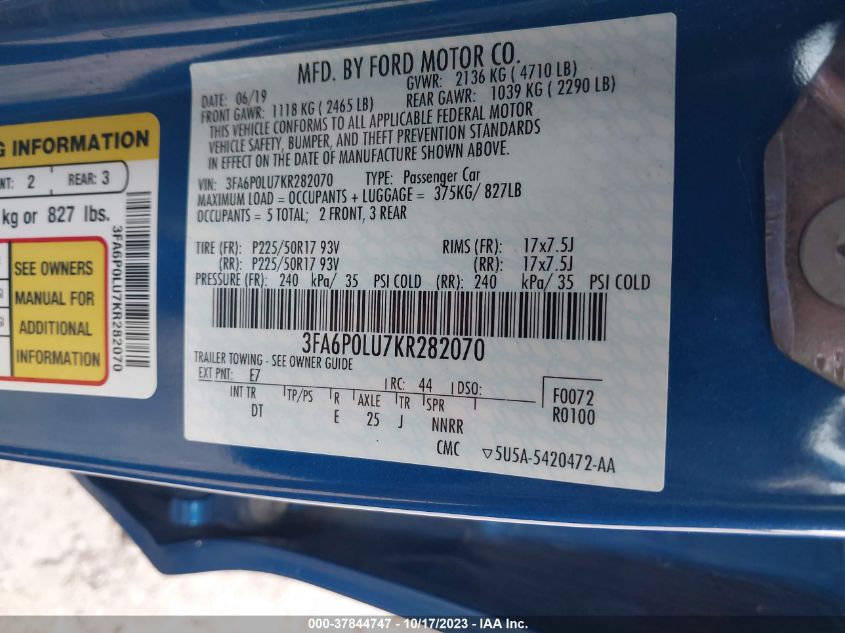 MFD. BY FORD MOTOR CO.
DATE: 06/19 GVWR: 2136 KG ( 4710 LB)
FRONT GAWR: 1118 KG ( 2465 LB) REAR GAWR: 1039 KG ( 2290 LB)
THIS VEHICLE CONFORMS TO ALL APPLICABLE FEDERAL MOTOR
VEHICLE SAFETY, BUMPER, AND THEFT PREVENTION STANDARDS
IN EFFECT ON THE DATE OF MANUFACTURE SHOWN ABOVE.
VIN: 3FA6P0LU7KR282070 TYPE: Passenger Car
MAXIMUM LOAD = OCCUPANTS + LUGGAGE = 375KG/ 827LB
OCCUPANTS = 5 TOTAL; 2 FRONT, 3 REAR
TIRE (FR): P225/50R17 93V RIMS (FR): 17x7.5J
(RR): P225/50R17 93V (RR): 17x7.5J
PRESSURE (FR): 240 kPa/ 35 PSI COLD (RR): 240 kPa/ 35 PSI COLD
3FA6P0LU7KR282070
TRAILER TOWING - SEE OWNER GUIDE
EXT PNT: E7 RC: 44 DSO:
INT TR TP/PS R AXLE TR SPR
DT E 25 J NNRR
F0072
R0100
CMC 5U5A-5420472-AA
INFORMATION
NT: 2 REAR: 3
kg or 827 lbs.
SEE OWNERS
MANUAL FOR
ADDITIONAL
INFORMATION
3FA6P0LU7KR282070
000-37844747 - 10/17/2023 - IAA Inc.